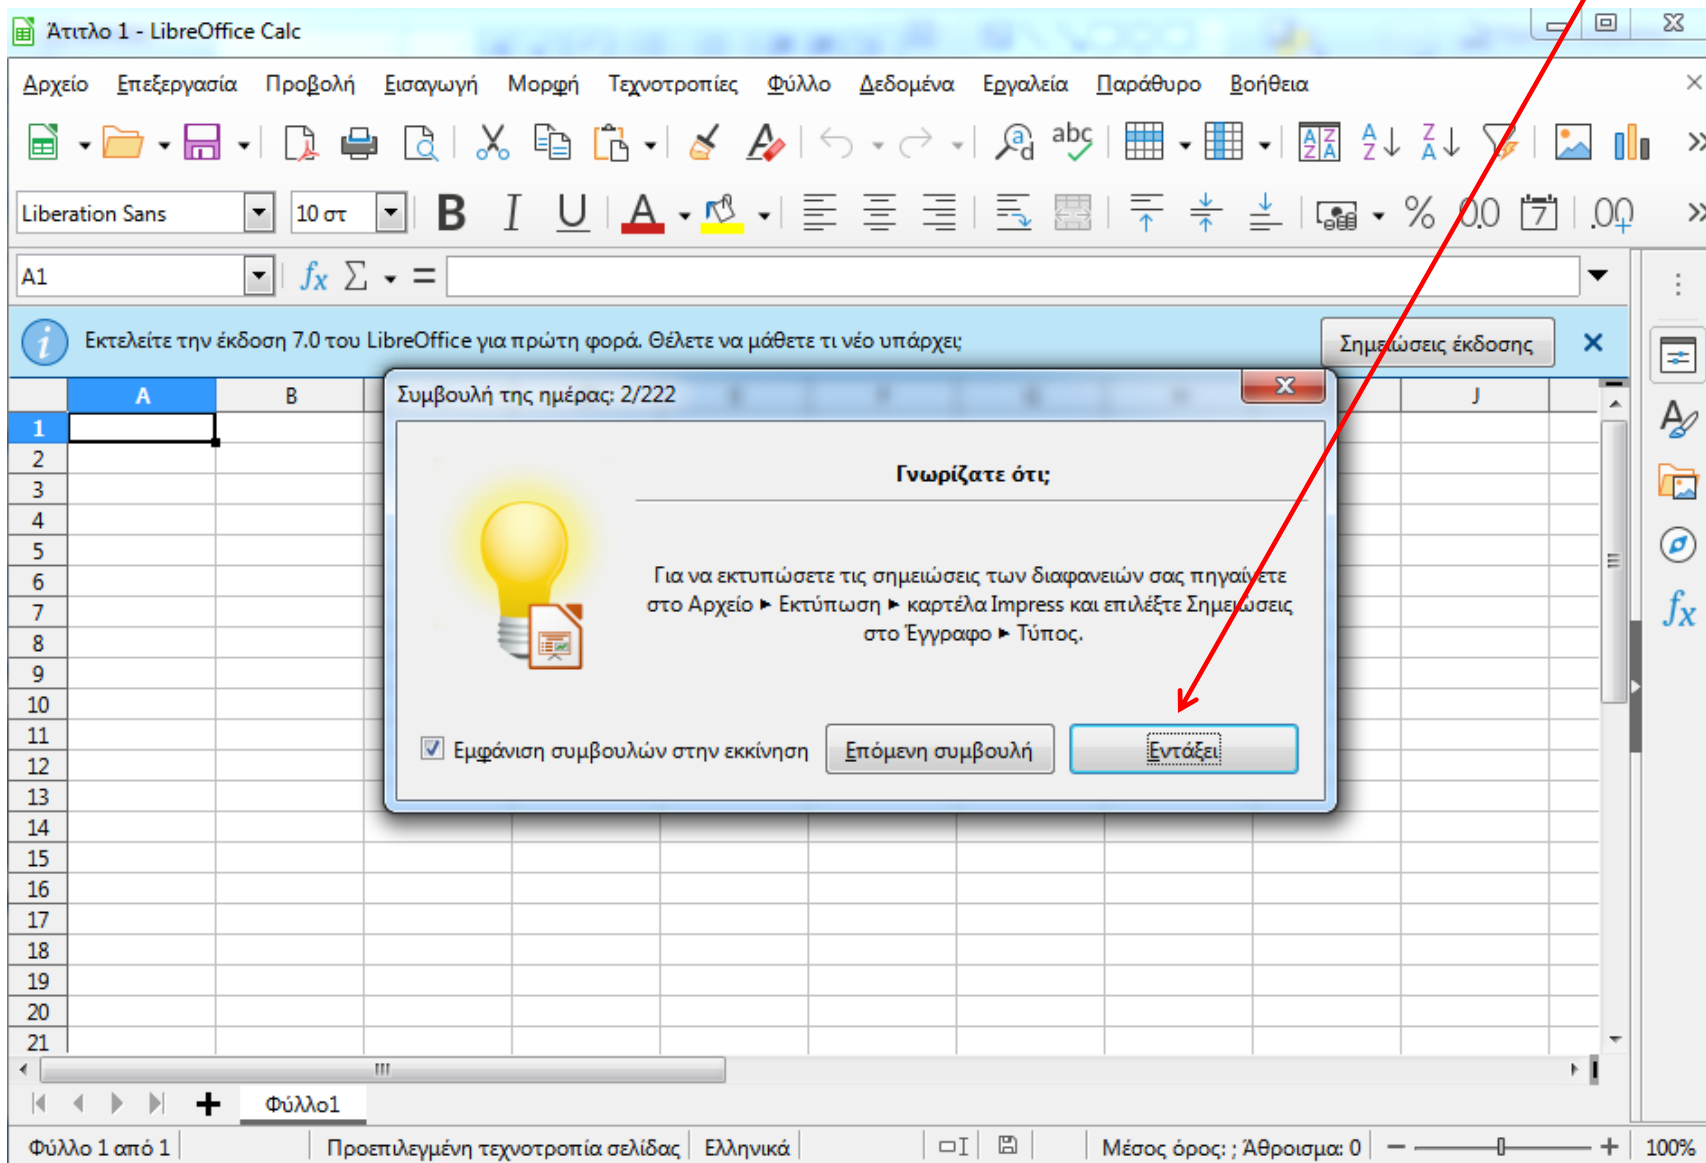 Άτιτλο 1 - LibreOffice Calc
Αρχείο Επεξεργασία Προβολή Εισαγωγή Μορφή Τεχνοτροπίες Φύλλο Δεδομένα Εργαλεία Παράθυρο Βοήθεια
Liberation Sans 10 στ
A1
Εκτελείτε την έκδοση 7.0 του LibreOffice για πρώτη φορά. Θέλετε να μάθετε τι νέο υπάρχει;
Σημειώσεις έκδοσης
A B J
Συμβουλή της ημέρας: 2/222
Γνωρίζατε ότι;
Για να εκτυπώσετε τις σημειώσεις των διαφανειών σας πηγαίνετε
στο Αρχείο ► Εκτύπωση ► καρτέλα Impress και επιλέξτε Σημειώσεις
στο Έγγραφο ► Τύπος.
Εμφάνιση συμβουλών στην εκκίνηση
Επόμενη συμβουλή
Εντάξει
1
2
3
4
5
6
7
8
9
10
11
12
13
14
15
16
17
18
19
20
21
Φύλλο1
Φύλλο 1 από 1 Προεπιλεγμένη τεχνοτροπία σελίδας Ελληνικά Μέσος όρος: ; Άθροισμα: 0 100%